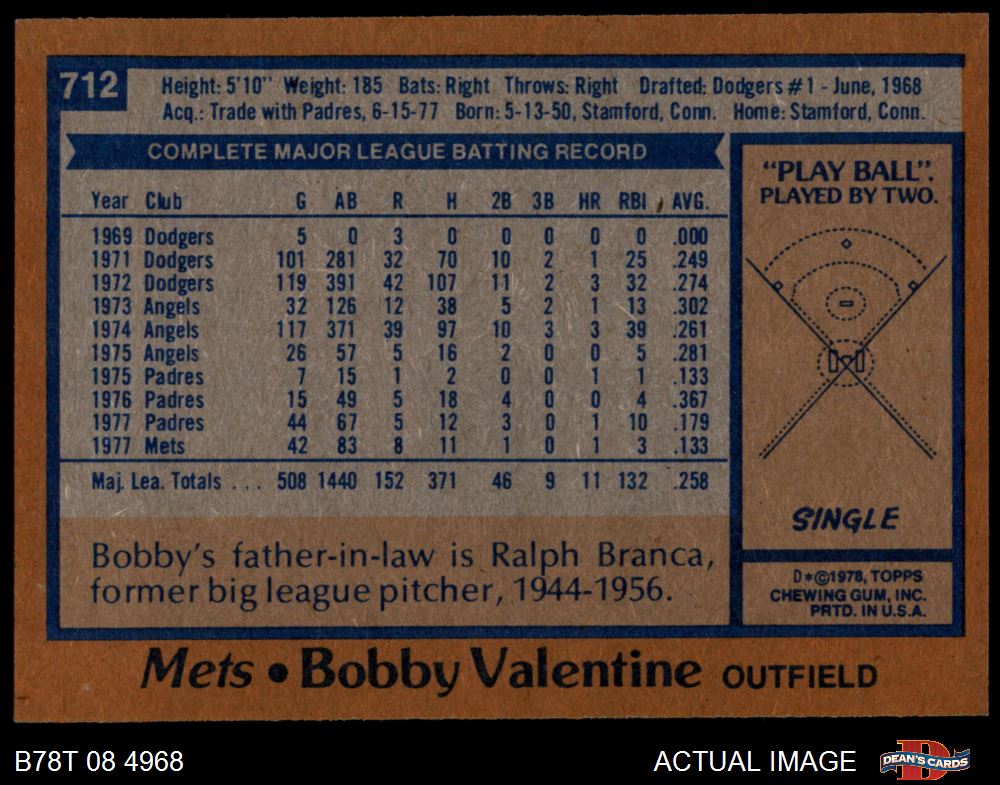 712
Height: 5'10" Weight: 185 Bats: Right Throws: Right Drafted: Dodgers #1 - June, 1968
Acq.: Trade with Padres, 6-15-77 Born: 5-13-50, Stamford, Conn. Home: Stamford, Conn.
COMPLETE MAJOR LEAGUE BATTING RECORD
Year Club G AB R H 2B 3B HR RBI AVG.
1969 Dodgers 5 0 3 0 0 0 0 0 .000
1971 Dodgers 101 281 32 70 10 2 1 25 .249
1972 Dodgers 119 391 42 107 11 2 3 32 .274
1973 Angels 32 126 12 38 5 2 1 13 .302
1974 Angels 117 371 39 97 10 3 3 39 .261
1975 Angels 26 57 5 16 2 0 0 5 .281
1975 Padres 7 15 1 2 0 0 1 1 .133
1976 Padres 15 49 5 18 4 0 0 4 .367
1977 Padres 44 67 5 12 3 0 1 10 .179
1977 Mets 42 83 8 11 1 0 1 3 .133
Maj. Lea. Totals . . . 508 1440 152 371 46 9 11 132 .258
Bobby's father-in-law is Ralph Branca,
former big league pitcher, 1944-1956.
"PLAY BALL".
PLAYED BY TWO.
SINGLE
D*©1978, TOPPS
CHEWING GUM, INC.
PRTD. IN U.S.A.
Mets • Bobby Valentine OUTFIELD
B78T 08 4968
ACTUAL IMAGE
D
DEAN'S CARDS